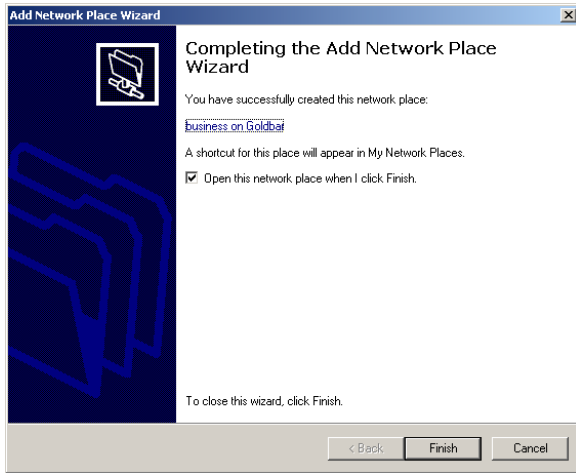 Add Network Place Wizard
Completing the Add Network Place
Wizard
You have successfully created this network place:
business on Goldbar
A shortcut for this place will appear in My Network Places.
Open this network place when I click Finish.
To close this wizard, click Finish.
< Back
Finish
Cancel